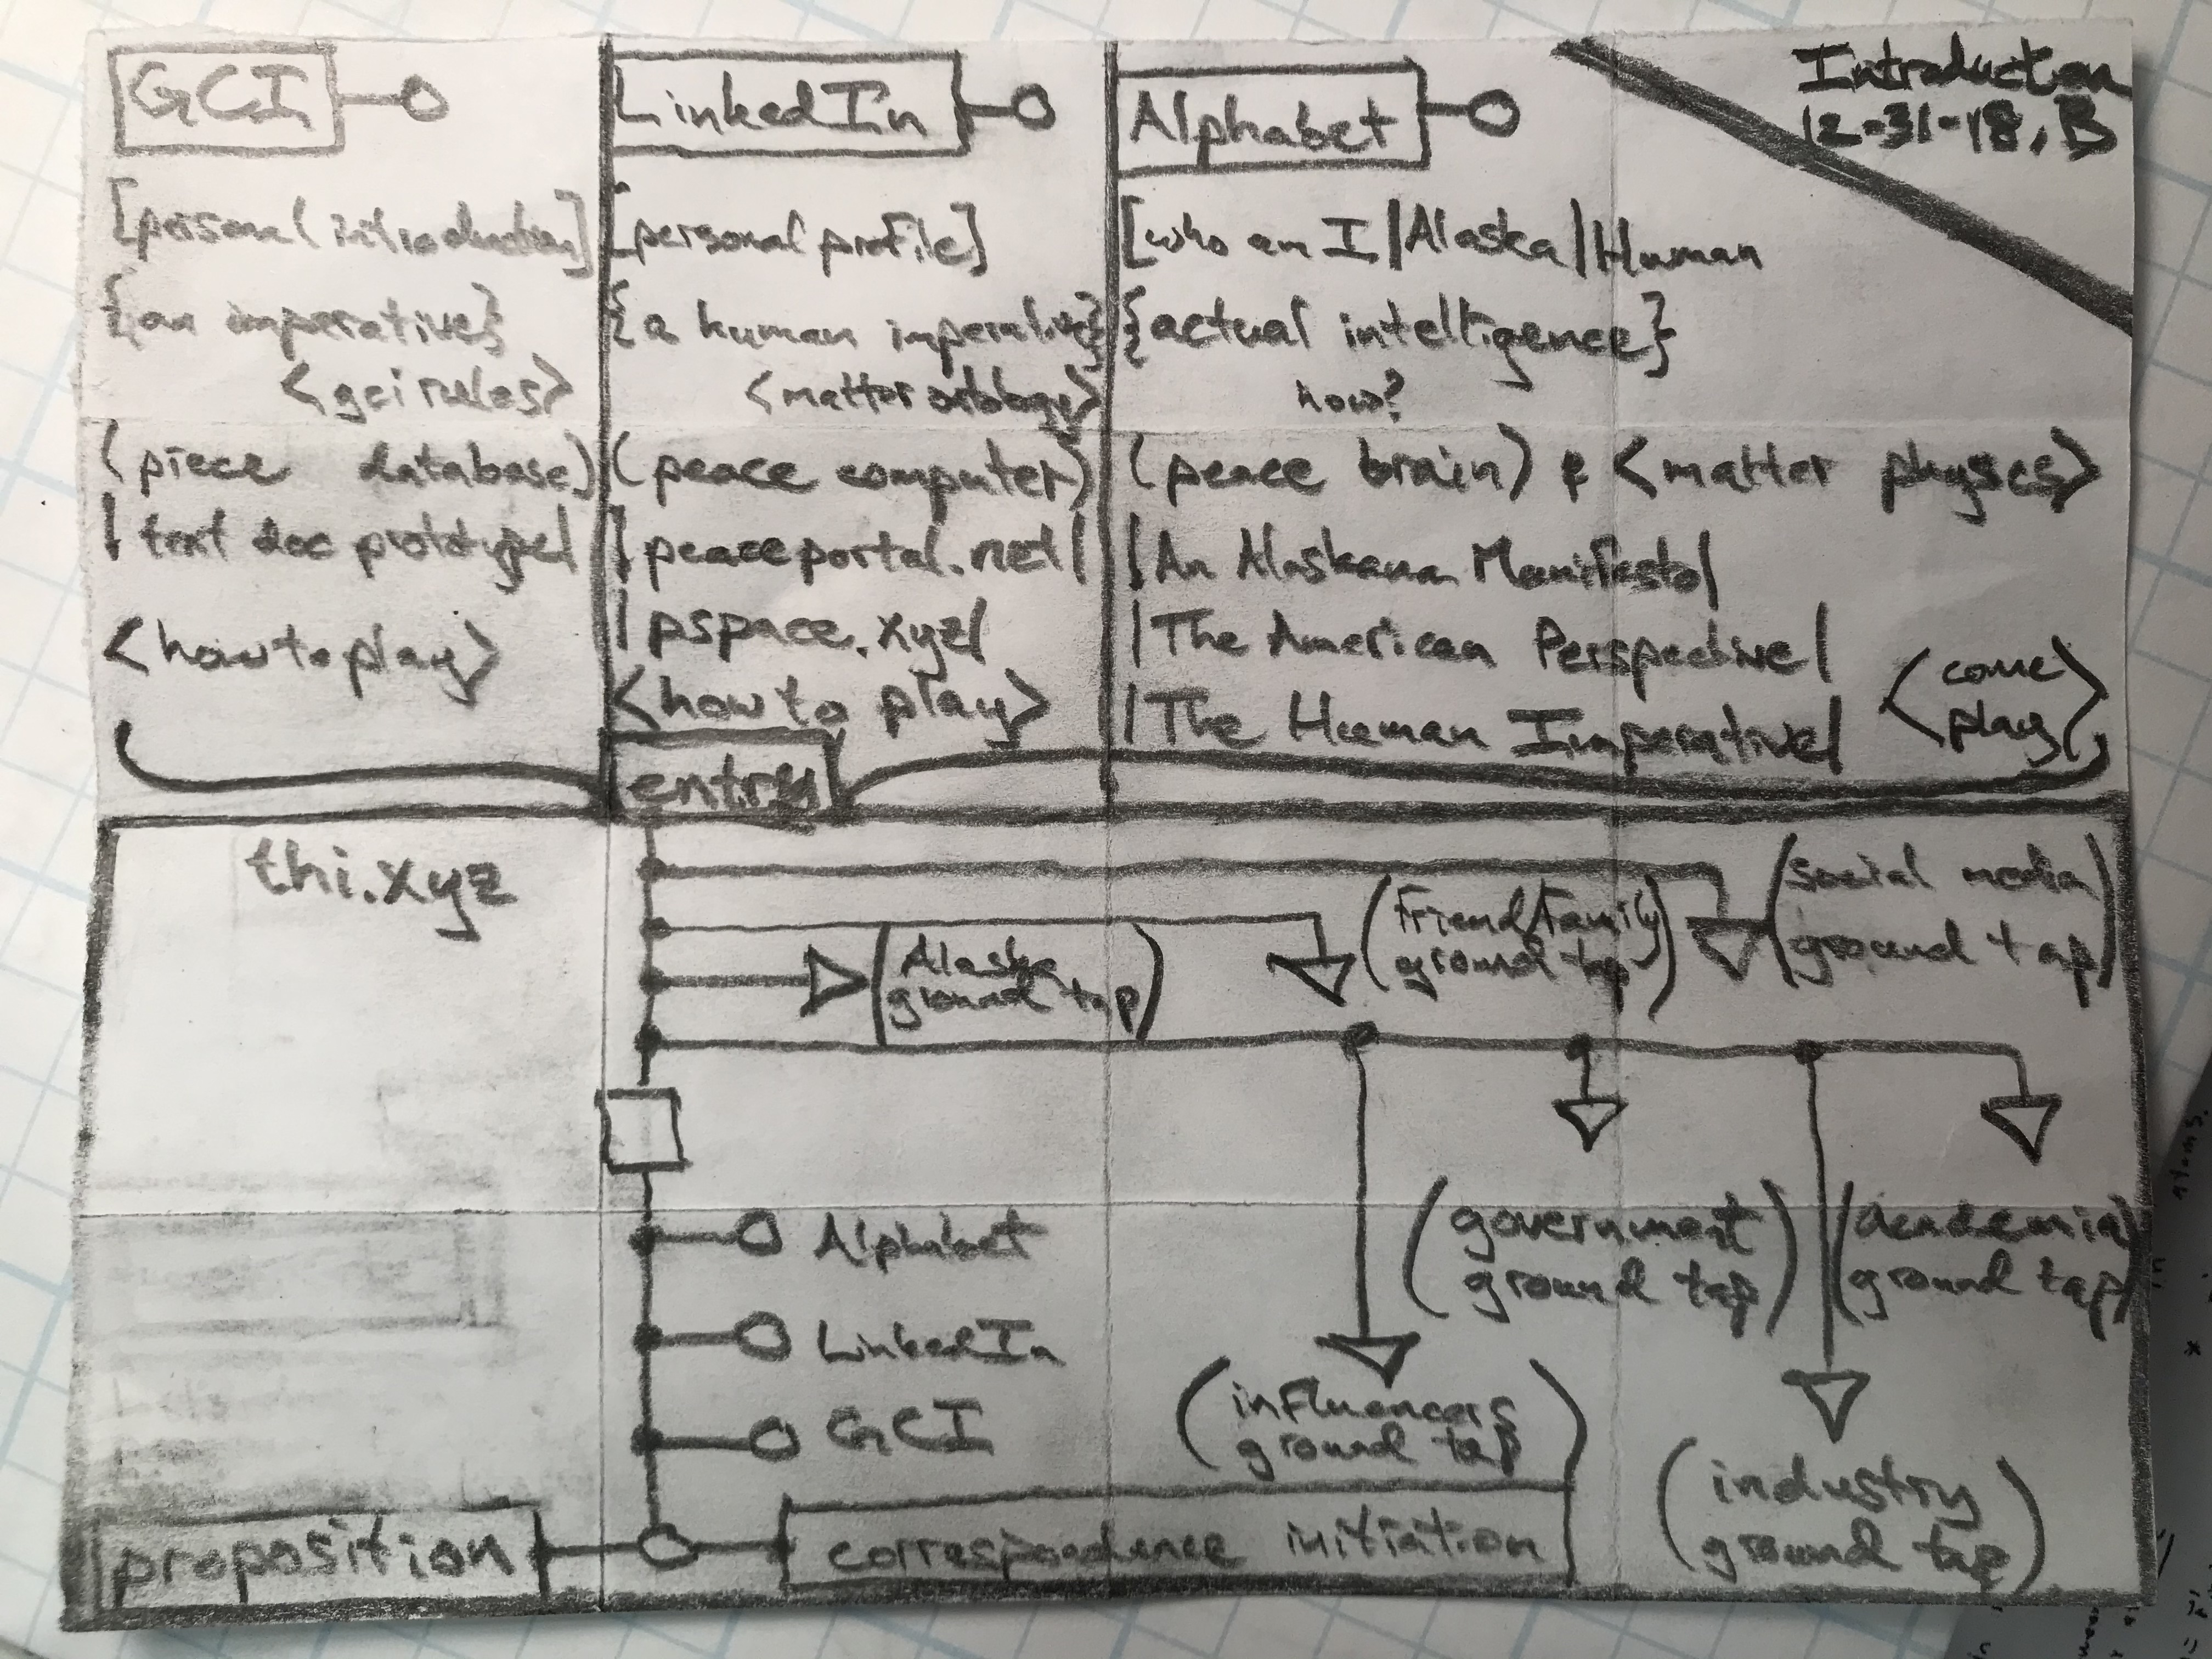 Introduction
12-31-18, B
GCI
[personal introduction]
{an imperative}
<gci rules>
(piece database)
| text doc prototype|
<how to play>
LinkedIn
[personal profile]
{a human imperative}
<matter ontology>
(peace computer)
|peaceportal.net|
|pspace.xyz|
<how to play>
Alphabet
[who am I|Alaska|Human
{actual intelligence}
now?
(peace brain) & <matter physics>
|An Alaskana Manifesto|
|The American Perspective|
|The Human Imperative|
<come
play>
entry
thi.xyz
(social media
ground tap)
(friend/family
ground tap)
(Alaska
ground tap)
(government
ground tap)
(academia
ground tap)
Alphabet
LinkedIn
GCI
(influencers
ground tap)
(industry
ground tap)
proposition
correspondence initiation